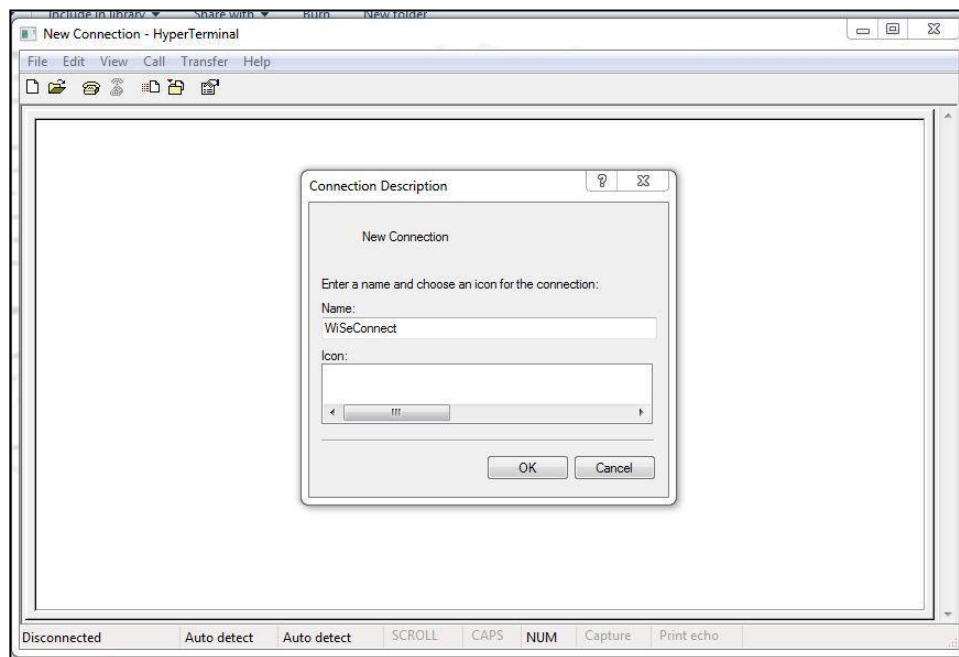 Include in library Share with Burn New folder
New Connection - HyperTerminal
File Edit View Call Transfer Help
Connection Description
New Connection
Enter a name and choose an icon for the connection:
Name:
WiSeConnect
Icon:
OK Cancel
Disconnected Auto detect Auto detect SCROLL CAPS NUM Capture Print echo